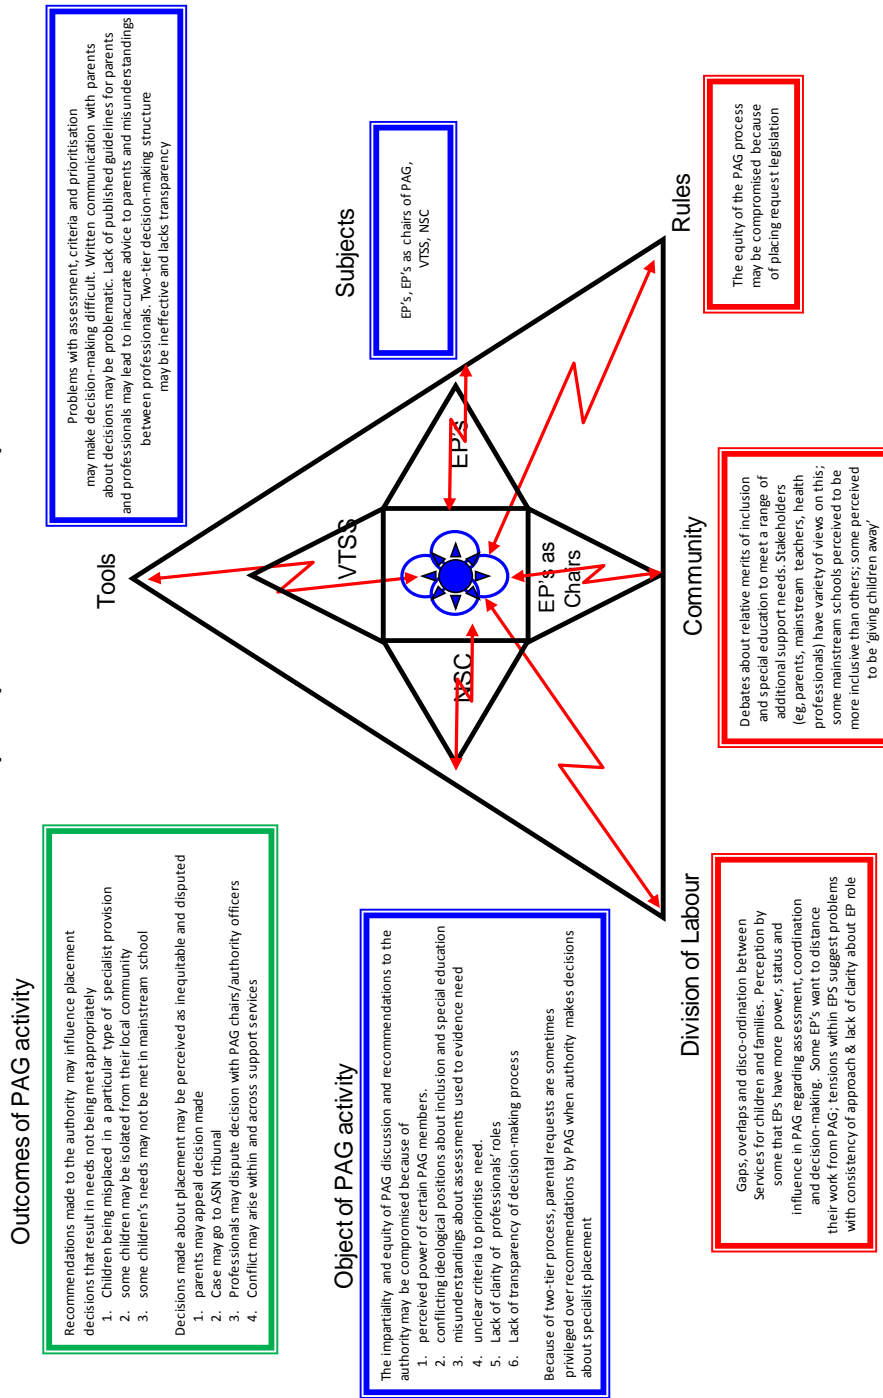 Outcomes of PAG activity
Recommendations made to the authority may influence placement
decisions that result in needs not being met appropriately
1. Children being misplaced in a particular type of specialist provision
2. some children may be isolated from their local community
3. some children's needs may not be met in mainstream school
Decisions made about placement may be perceived as inequitable and disputed
1. parents may appeal decision made
2. Case may go to ASN tribunal
3. Professionals may dispute decision with PAG chairs/authority officers
4. Conflict may arise within and across support services
Tools
Problems with assessment, criteria and prioritisation
may make decision-making difficult. Written communication with parents
about decisions may be problematic. Lack of published guidelines for parents
and professionals may lead to inaccurate advice to parents and misunderstandings
between professionals. Two-tier decision-making structure
may be ineffective and lacks transparency
Object of PAG activity
The impartiality and equity of PAG discussion and recommendations to the
authority may be compromised because of
1. perceived power of certain PAG members.
2. conflicting ideological positions about inclusion and special education
3. misunderstandings about assessments used to evidence need
4. unclear criteria to prioritise need.
5. Lack of clarity of professionals' roles
6. Lack of transparency of decision-making process
Because of two-tier process, parental requests are sometimes
privileged over recommendations by PAG when authority makes decisions
about specialist placement
VTSS
NSC
EP's
EP's as
Chairs
Subjects
EP's, EP's as chairs of PAG,
VTSS, NSC
Division of Labour
Gaps, overlaps and disco-ordination between
Services for children and families. Perception by
some that EPs have more power, status and
influence in PAG regarding assessment, coordination
and decision-making. Some EP's want to distance
their work from PAG; tensions within EPS suggest problems
with consistency of approach & lack of clarity about EP role
Community
Debates about relative merits of inclusion
and special education to meet a range of
additional support needs. Stakeholders
(eg, parents, mainstream teachers, health
professionals) have variety of views on this;
some mainstream schools perceived to be
more inclusive than others; some perceived
to be 'giving children away'
Rules
The equity of the PAG process
may be compromised because
of placing request legislation